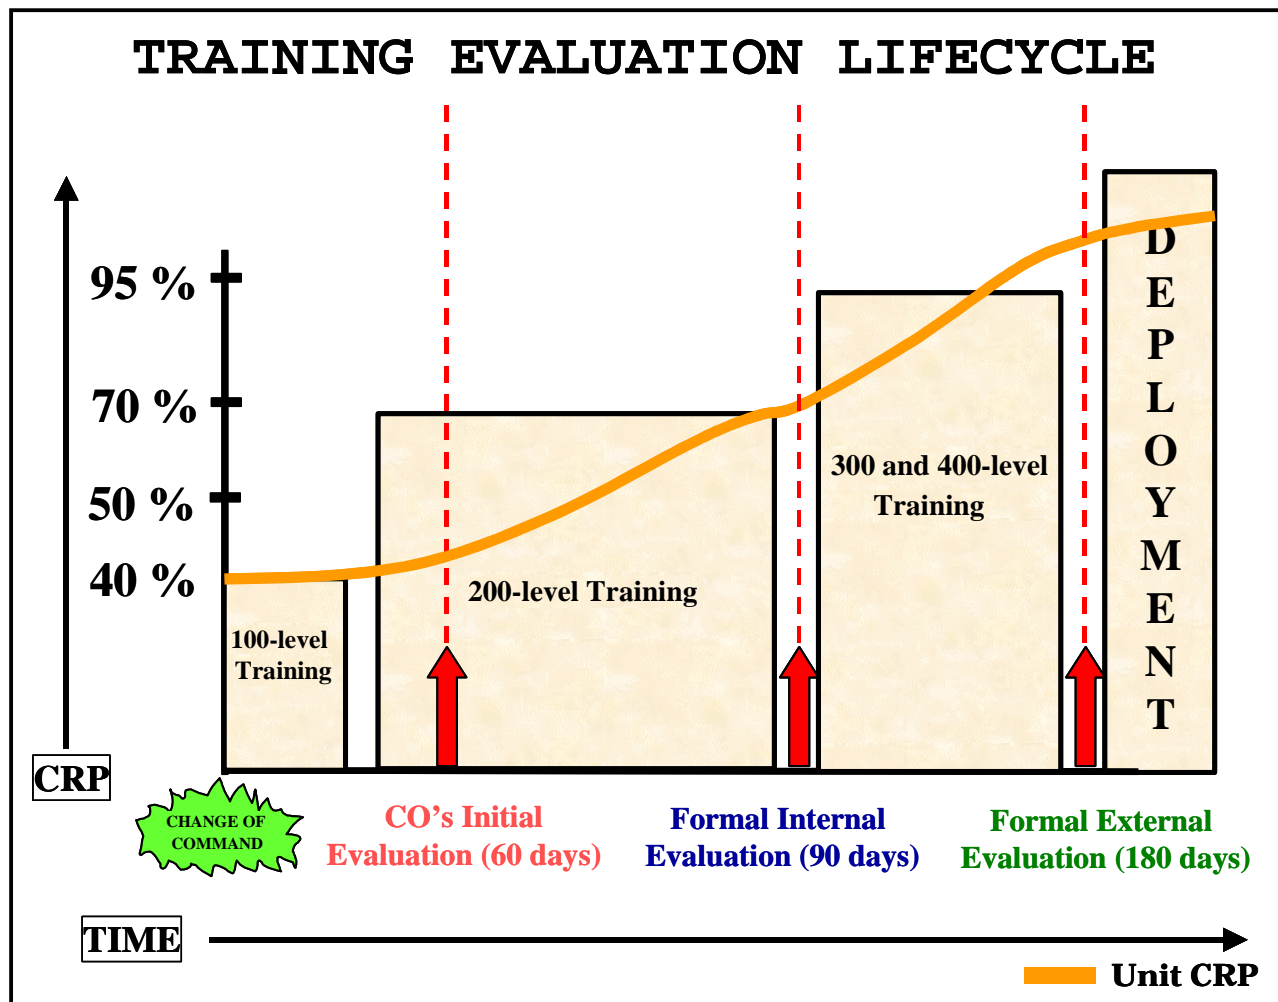 TRAINING EVALUATION LIFECYCLE
95 %
70 %
50 %
40 %
100-level
Training
200-level Training
300 and 400-level
Training
D
E
P
L
O
Y
M
E
N
T
CRP
CHANGE OF
COMMAND
CO’s Initial
Evaluation (60 days)
Formal Internal
Evaluation (90 days)
Formal External
Evaluation (180 days)
TIME
Unit CRP